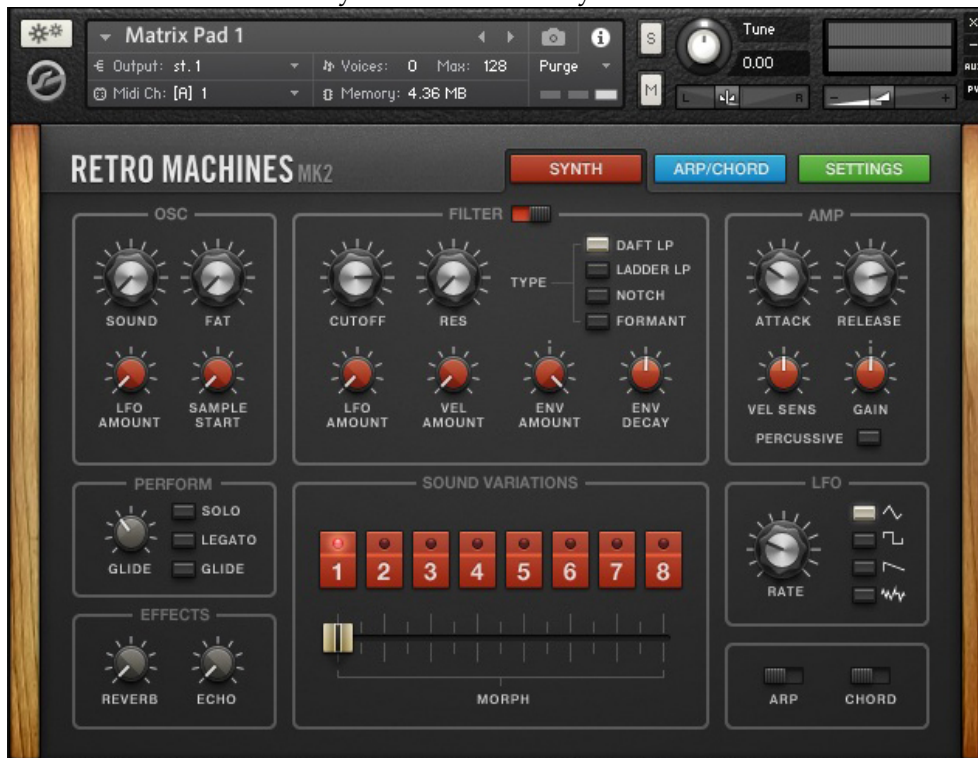 Matrix Pad 1
Output: st.1
Voices: 0 Max: 128
Purge
Midi Ch: [A] 1
Memory: 4.36 MB
S
M
Tune
0.00
L
R
-
+
AUX
RETRO MACHINES MK2
SYNTH
ARP/CHORD
SETTINGS
OSC
SOUND
FAT
LFO
AMOUNT
SAMPLE
START
FILTER
CUTOFF
RES
TYPE
DAFT LP
LADDER LP
NOTCH
FORMANT
LFO
AMOUNT
VEL
AMOUNT
ENV
AMOUNT
ENV
DECAY
AMP
ATTACK
RELEASE
VEL SENS
GAIN
PERCUSSIVE
PERFORM
GLIDE
SOLO
LEGATO
GLIDE
SOUND VARIATIONS
1 2 3 4 5 6 7 8
MORPH
LFO
RATE
EFFECTS
REVERB
ECHO
ARP
CHORD